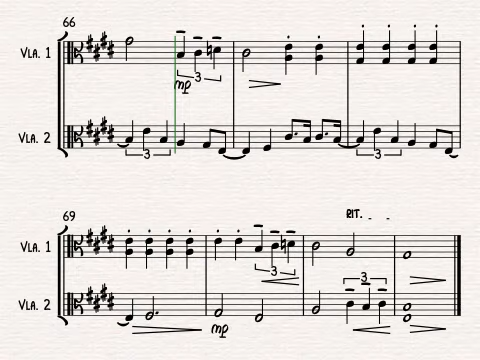 66
VLA. 1
3
mp
VLA. 2
3
3
69
RIT. _ _
VLA. 1
3
3
VLA. 2
mp